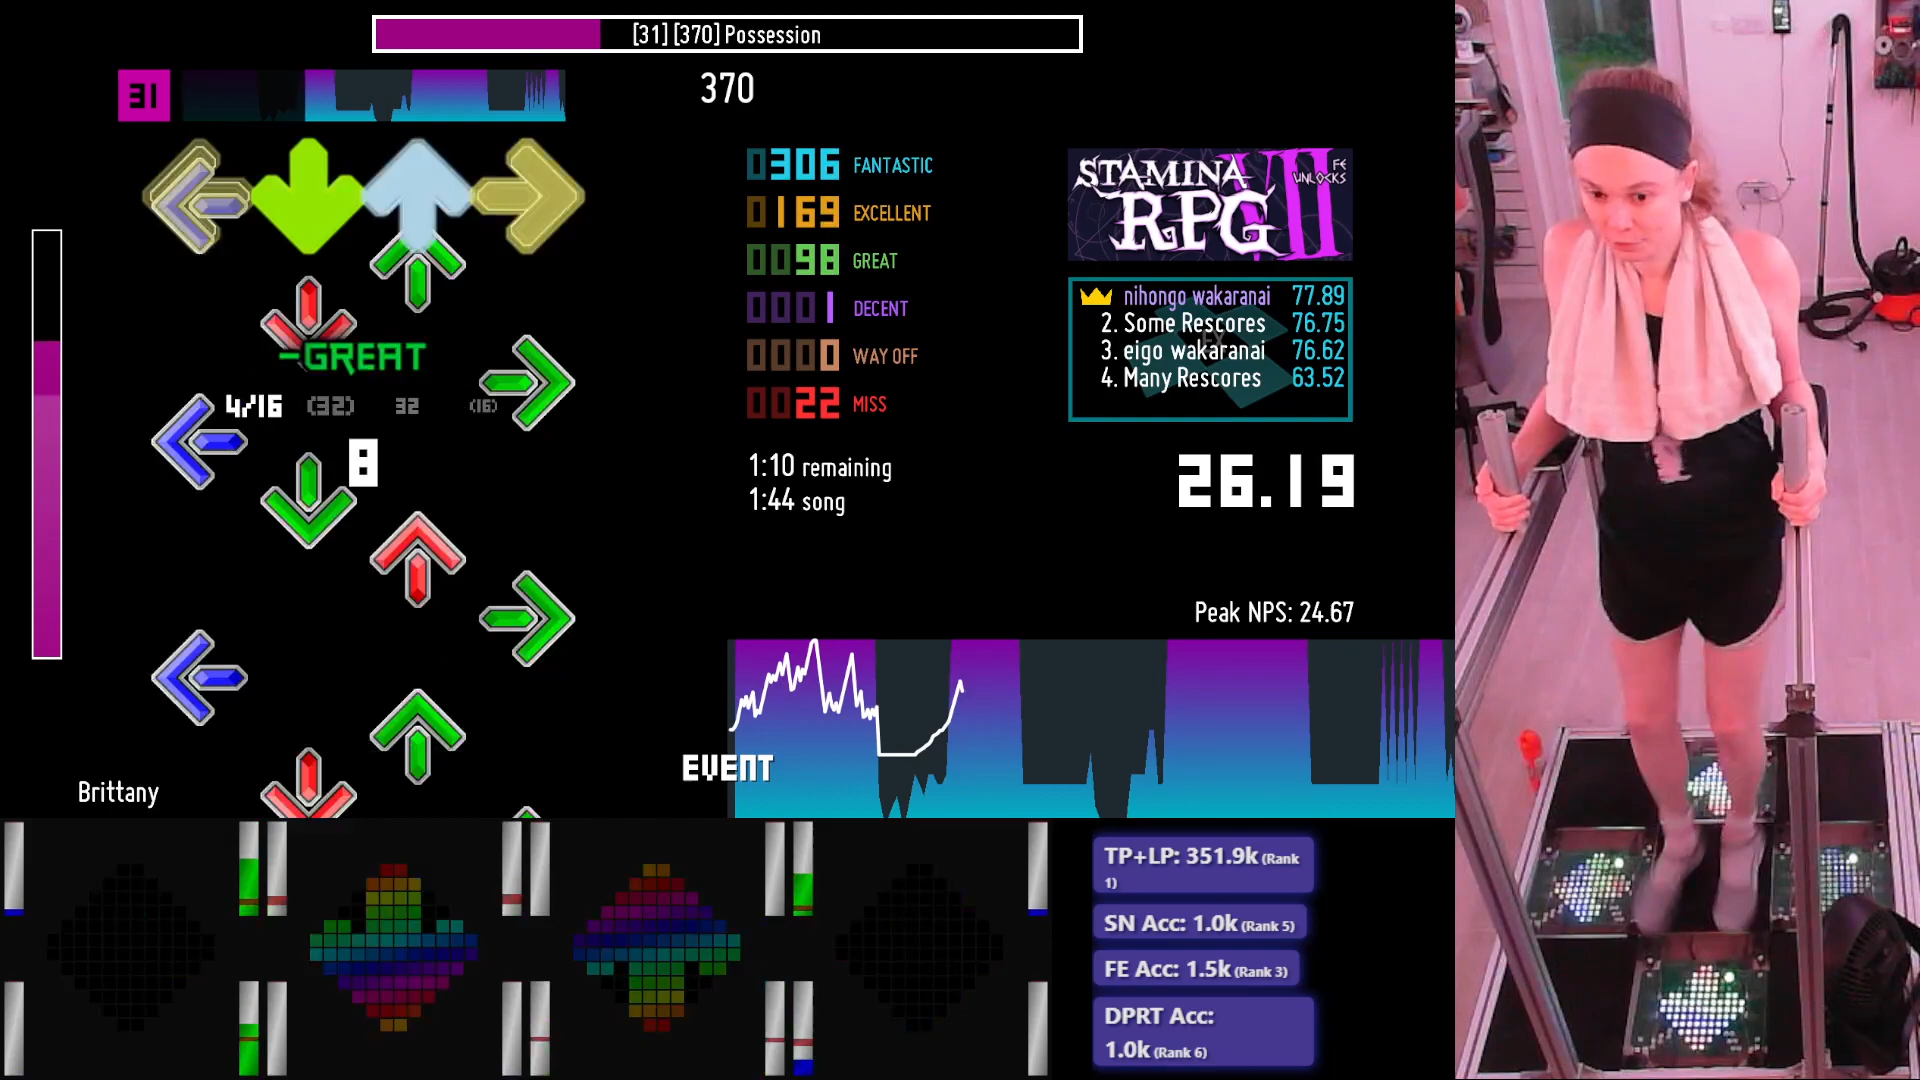 [31] [370] Possession
31
370
0306 FANTASTIC
0169 EXCELLENT
0098 GREAT
0001 DECENT
0000 WAY OFF
0022 MISS
1:10 remaining
1:44 song
STAMINA
RPG VII
FE
UNLOCKS
nihongo wakaranai 77.89
2. Some Rescores 76.75
3. eigo wakaranai 76.62
4. Many Rescores 63.52
26.19
Peak NPS: 24.67
-GREAT
4/16 (32) 32 (16)
8
EVENT
Brittany
TP+LP: 351.9k (Rank
1)
SN Acc: 1.0k (Rank 5)
FE Acc: 1.5k (Rank 3)
DPRT Acc:
1.0k (Rank 6)